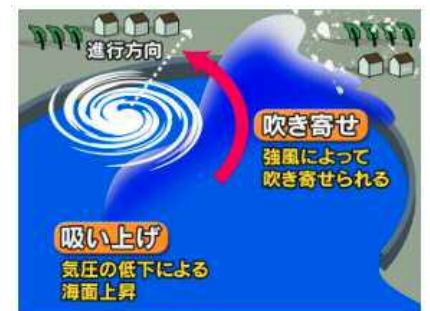 進行方向
吹き寄せ
強風によって
吹き寄せられる
吸い上げ
気圧の低下による
海面上昇